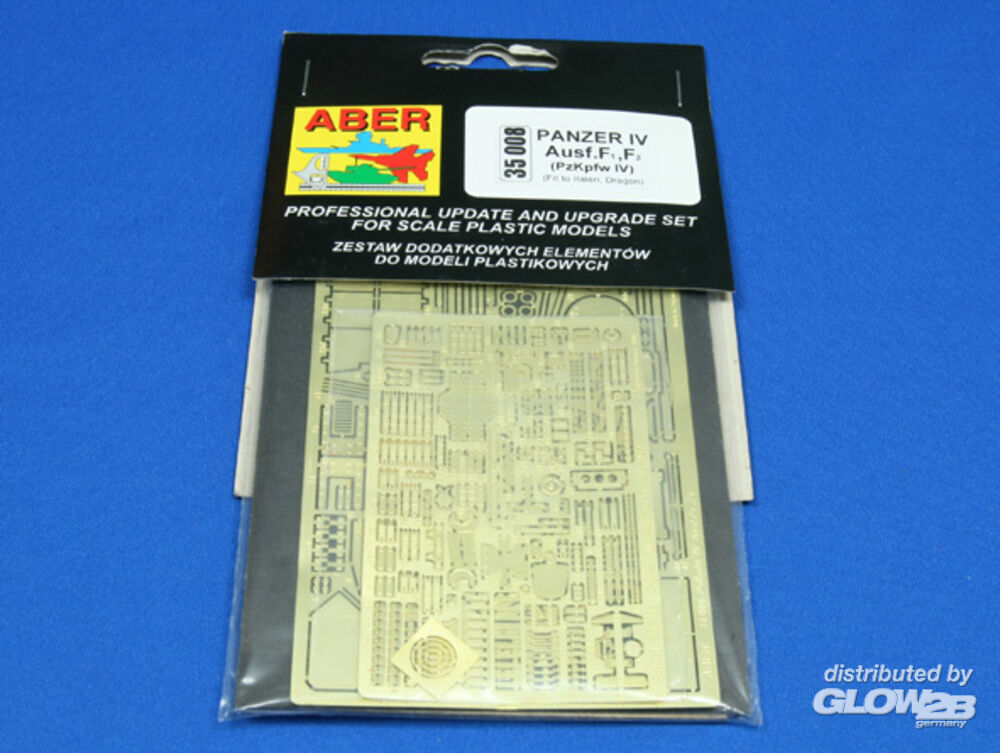 ABER
35 008
PANZER IV
Ausf.F1,F2
(PzKpfw IV)
(Fit to Italeri, Dragon)
PROFESSIONAL UPDATE AND UPGRADE SET
FOR SCALE PLASTIC MODELS
ZESTAW DODATKOWYCH ELEMENTÓW
DO MODELI PLASTIKOWYCH
distributed by
GLOW2B
germany